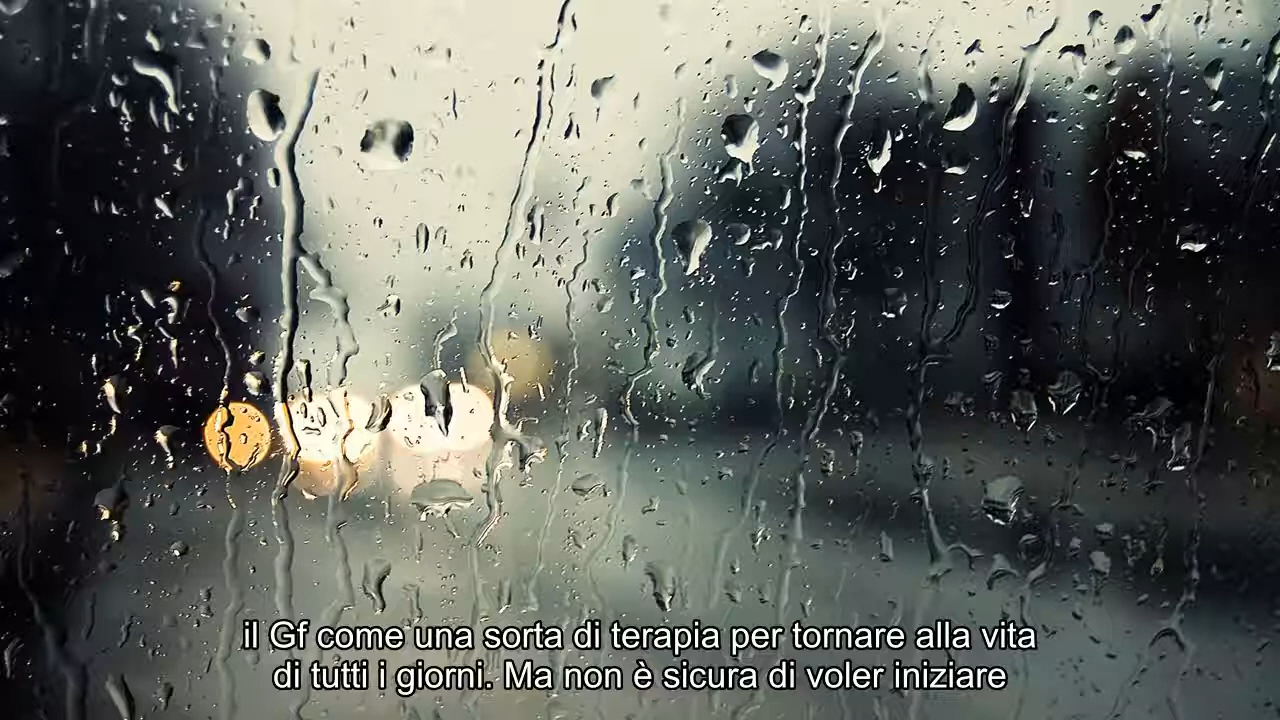 il Gf come una sorta di terapia per tornare alla vita
di tutti i giorni. Ma non è sicura di voler iniziare